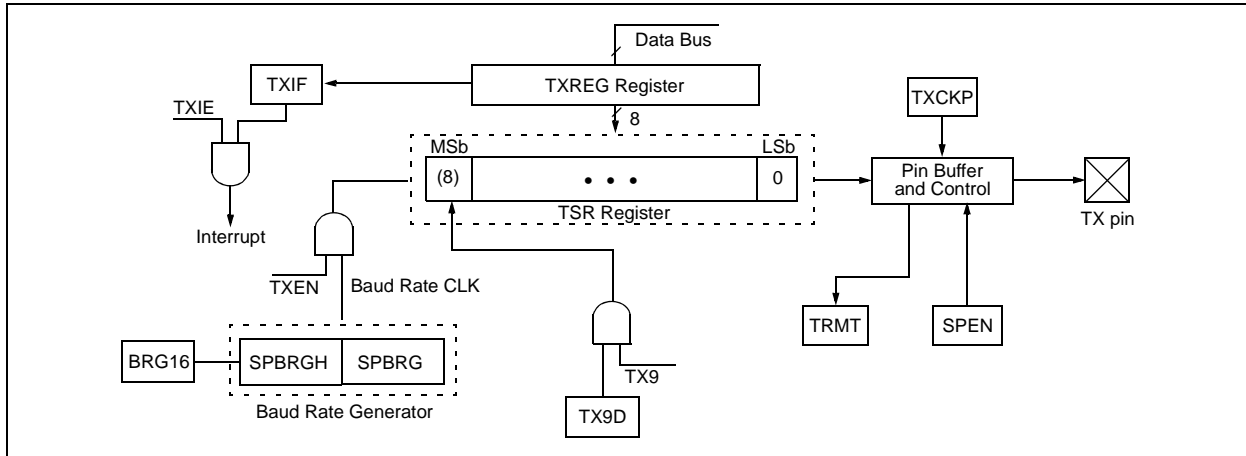 Data Bus
TXIF
TXREG Register
TXIE
8
TXCKP
MSb
LSb
(8)
• • •
0
Pin Buffer
and Control
TSR Register
TX pin
Interrupt
TXEN
Baud Rate CLK
TRMT
SPEN
BRG16
SPBRGH
SPBRG
TX9
Baud Rate Generator
TX9D